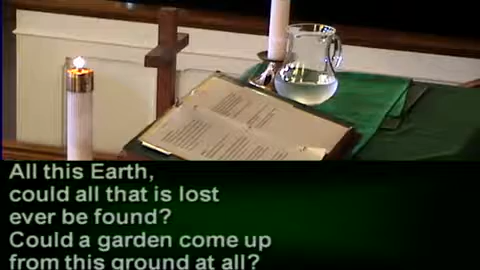 All this Earth,
could all that is lost
ever be found?
Could a garden come up
from this ground at all?